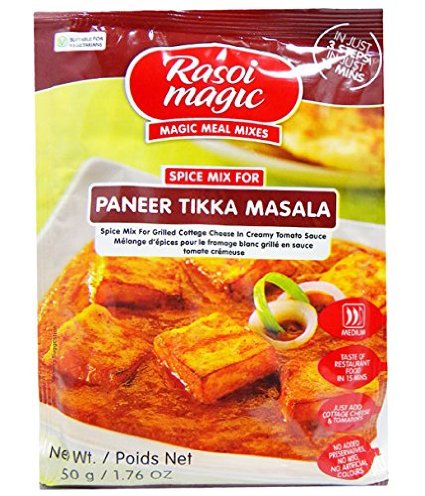 SUITABLE FOR
VEGETARIANS
Rasoi
magic
MAGIC MEAL MIXES
IN JUST
3 STEPS
IN JUST
MINS
SPICE MIX FOR
PANEER TIKKA MASALA
Spice Mix For Grilled Cottege Cheese In Creamy Tomato Sauce
Mélange d'épices pour le fromage blanc grillé en sauce
tomate crémeuse
MEDIUM
TASTE OF
RESTAURANT
FOOD
IN 15 MINS
JUST ADD
COTTAGE CHEESE
& TOMATOES
NO ADDED
PRESERVATIVES,
NO MSG,
NO ARTIFICIAL
COLOURS
Net Wt. / Poids Net
50 g / 1.76 OZ